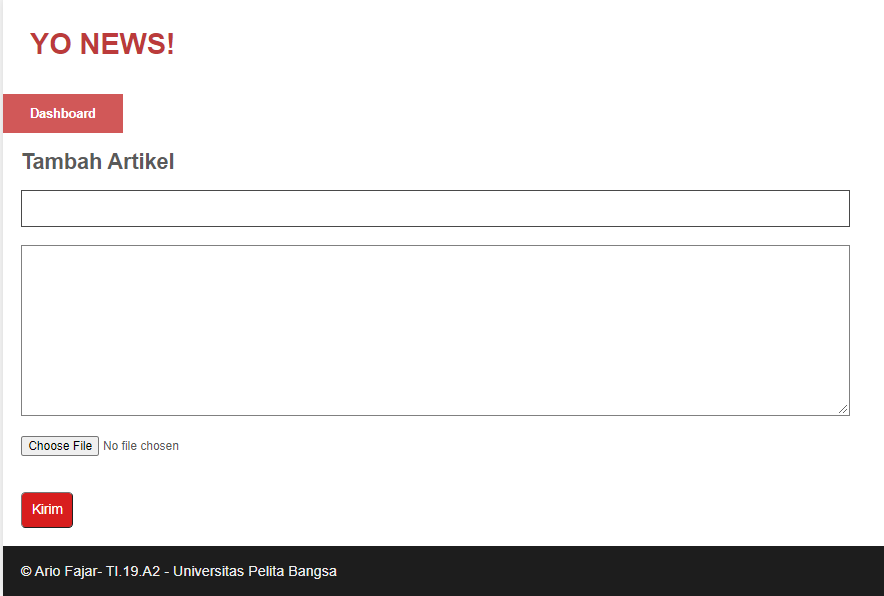 YO NEWS!
Dashboard
Tambah Artikel
Choose File No file chosen
Kirim
© Ario Fajar- TI.19.A2 - Universitas Pelita Bangsa